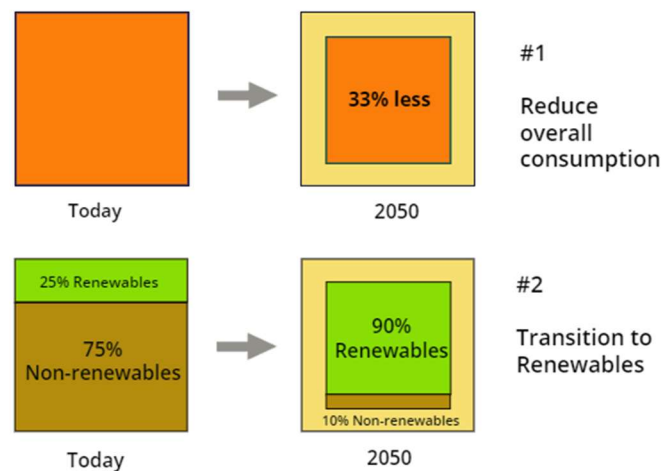 #1
33% less
Reduce
overall
consumption
Today
2050
25% Renewables
#2
75%
Non-renewables
90%
Renewables
Transition to
Renewables
10% Non-renewables
Today
2050